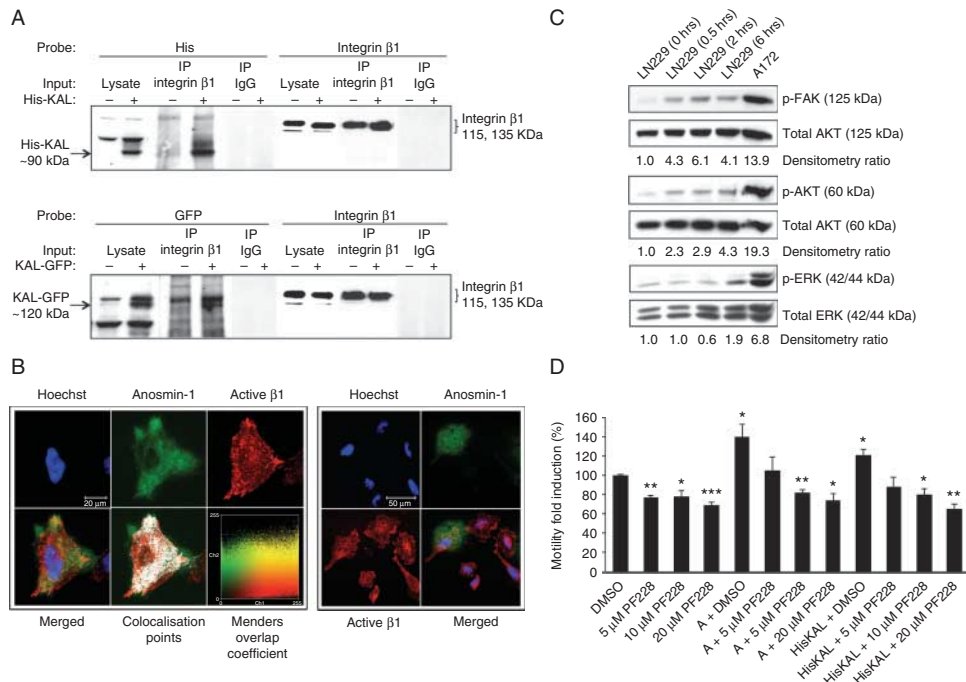 A
Probe: His Integrin β1
IP IP IP IP
Input: Lysate integrin β1 IgG Lysate integrin β1 IgG
His-KAL: – + – + – + – + – + – +
His-KAL
~90 kDa
Integrin β1
115, 135 KDa
Probe: GFP Integrin β1
IP IP IP IP
Input: Lysate integrin β1 IgG Lysate integrin β1 IgG
KAL-GFP: – + – + – + – + – + – +
KAL-GFP
~120 kDa
Integrin β1
115, 135 KDa
B
Hoechst Anosmin-1 Active β1
20 μm
255
Ch2
0
Ch1 255
Merged Colocalisation points Menders overlap coefficient
Hoechst Anosmin-1
50 μm
Active β1 Merged
C
LN229 (0 hrs)
LN229 (0.5 hrs)
LN229 (2 hrs)
LN229 (6 hrs)
A172
p-FAK (125 kDa)
Total AKT (125 kDa)
1.0 4.3 6.1 4.1 13.9 Densitometry ratio
p-AKT (60 kDa)
Total AKT (60 kDa)
1.0 2.3 2.9 4.3 19.3 Densitometry ratio
p-ERK (42/44 kDa)
Total ERK (42/44 kDa)
1.0 1.0 0.6 1.9 6.8 Densitometry ratio
D
Motility fold induction (%)
160
140
120
100
80
60
40
20
0
** * *** * ** * * * **
DMSO
5 μM PF228
10 μM PF228
20 μM PF228
A + DMSO
A + 5 μM PF228
A + 5 μM PF228
A + 20 μM PF228
HisKAL + DMSO
HisKAL + 5 μM PF228
HisKAL + 10 μM PF228
HisKAL + 20 μM PF228